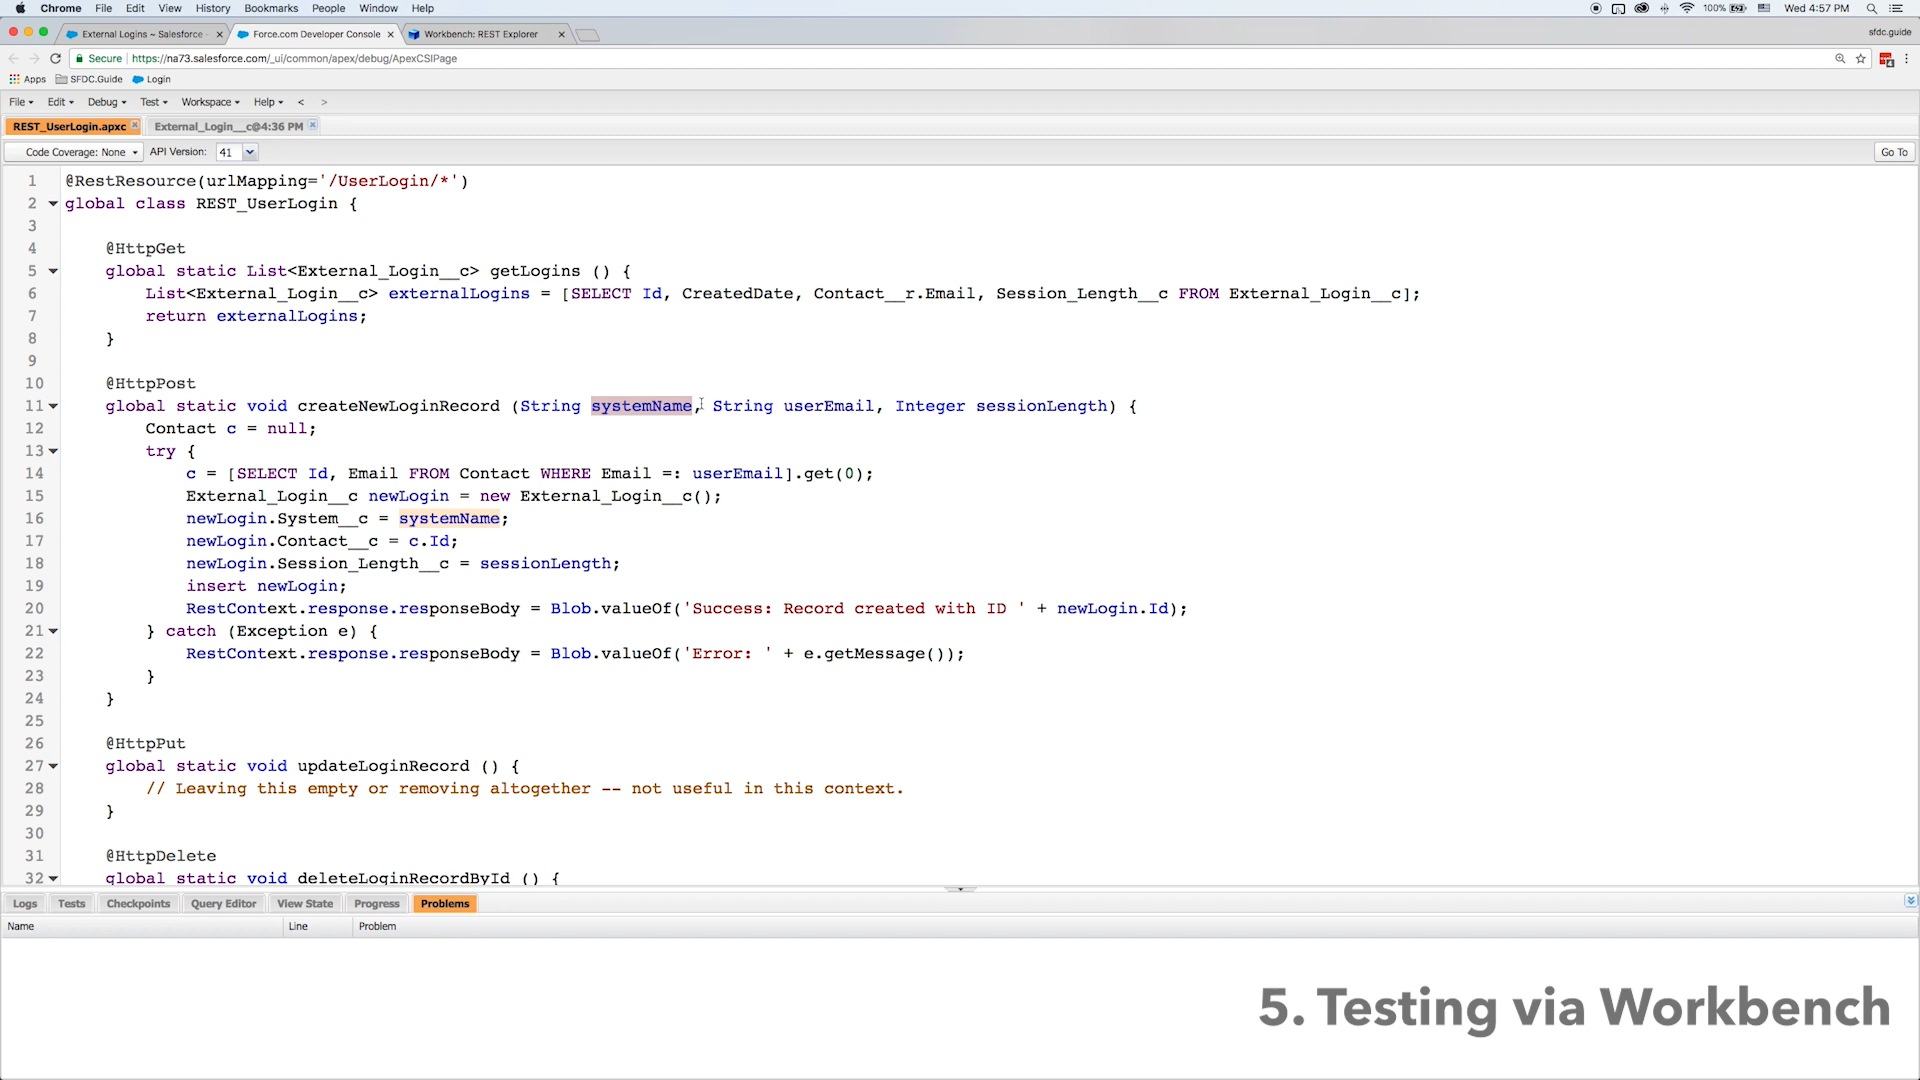 Chrome File Edit View History Bookmarks People Window Help 100% Wed 4:57 PM
External Logins ~ Salesforce Force.com Developer Console Workbench: REST Explorer sfdc.guide
Secure https://na73.salesforce.com/_ui/common/apex/debug/ApexCSIPage
Apps SFDC.Guide Login
File Edit Debug Test Workspace Help < >
REST_UserLogin.apxc External_Login__c@4:36 PM
Code Coverage: None API Version: 41 Go To
1 @RestResource(urlMapping='/UserLogin/*')
2 global class REST_UserLogin {
3
4 @HttpGet
5 global static List<External_Login__c> getLogins () {
6 List<External_Login__c> externalLogins = [SELECT Id, CreatedDate, Contact__r.Email, Session_Length__c FROM External_Login__c];
7 return externalLogins;
8 }
9
10 @HttpPost
11 global static void createNewLoginRecord (String systemName, String userEmail, Integer sessionLength) {
12 Contact c = null;
13 try {
14 c = [SELECT Id, Email FROM Contact WHERE Email =: userEmail].get(0);
15 External_Login__c newLogin = new External_Login__c();
16 newLogin.System__c = systemName;
17 newLogin.Contact__c = c.Id;
18 newLogin.Session_Length__c = sessionLength;
19 insert newLogin;
20 RestContext.response.responseBody = Blob.valueOf('Success: Record created with ID ' + newLogin.Id);
21 } catch (Exception e) {
22 RestContext.response.responseBody = Blob.valueOf('Error: ' + e.getMessage());
23 }
24 }
25
26 @HttpPut
27 global static void updateLoginRecord () {
28 // Leaving this empty or removing altogether -- not useful in this context.
29 }
30
31 @HttpDelete
32 global static void deleteLoginRecordById () {
Logs Tests Checkpoints Query Editor View State Progress Problems
Name Line Problem
5. Testing via Workbench